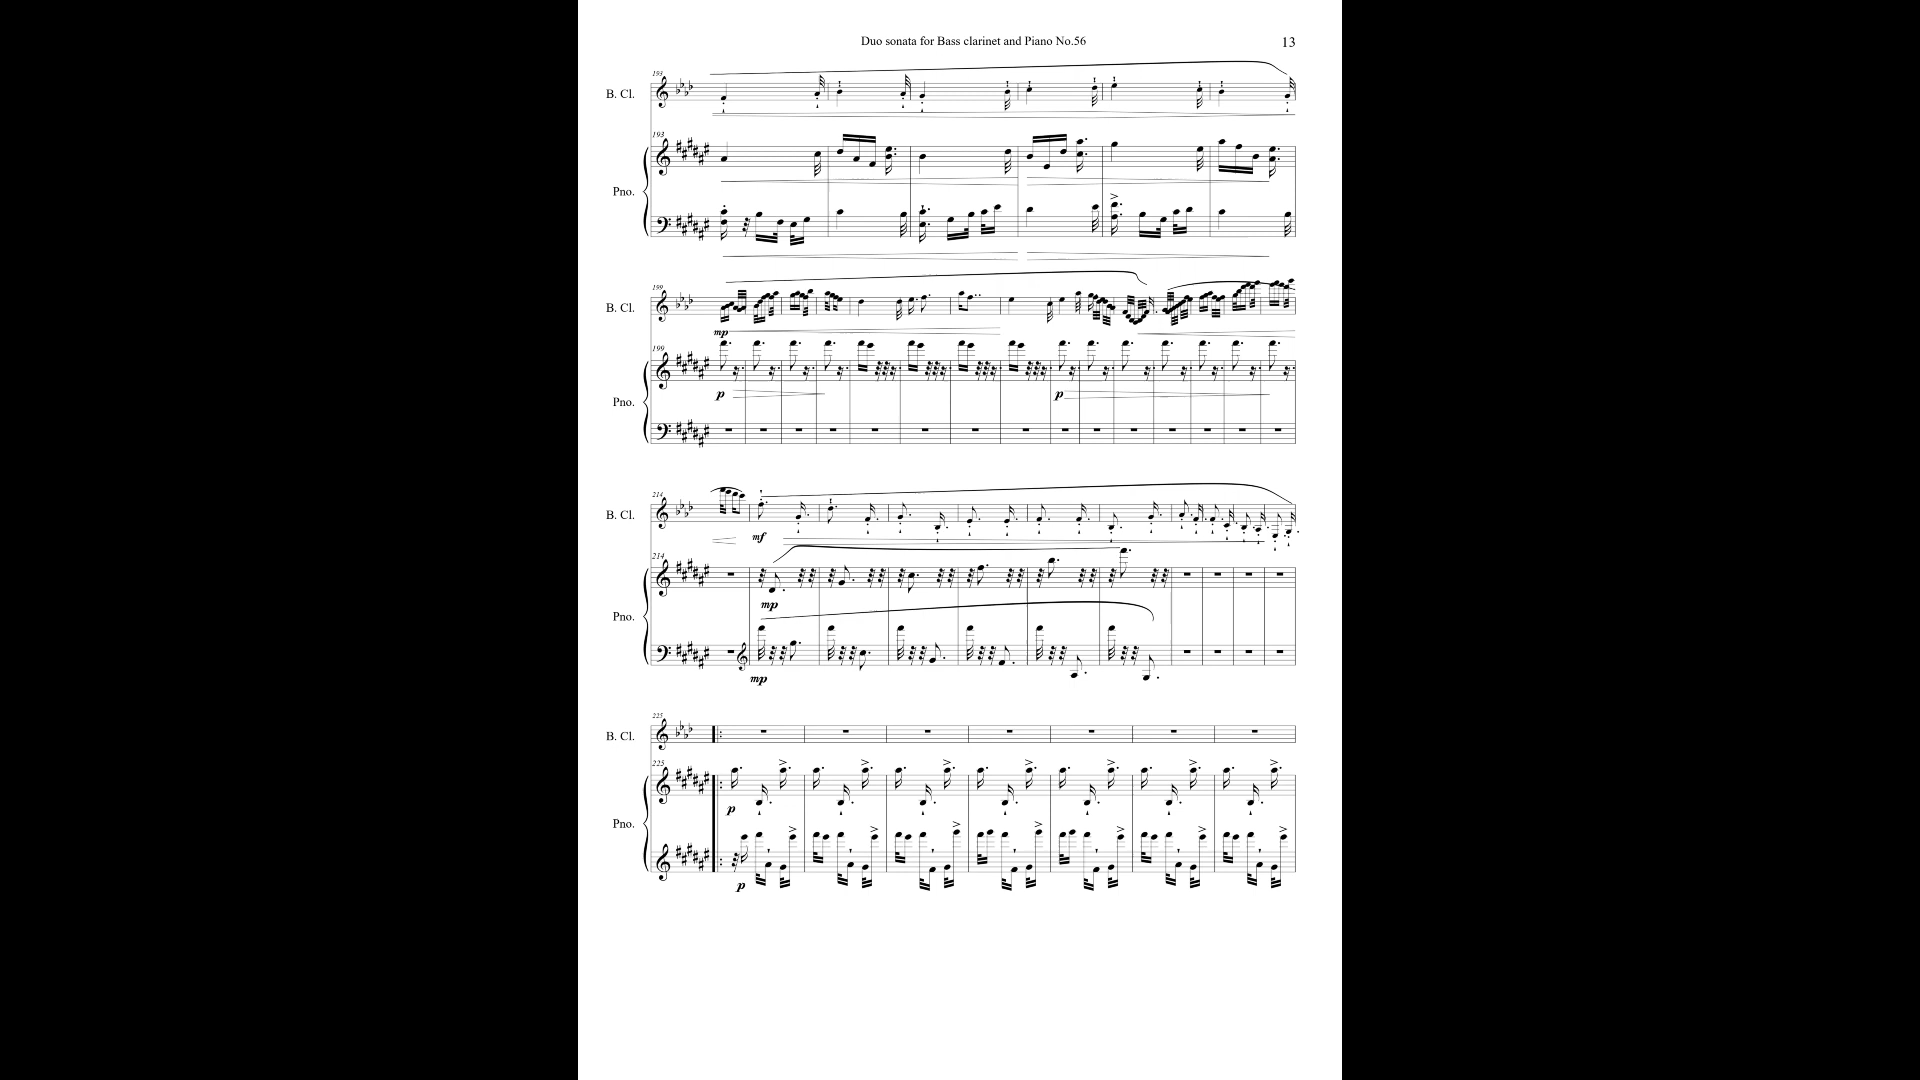 Duo sonata for Bass clarinet and Piano No.56
13
193
B. Cl.
193
Pno.
199
B. Cl.
mp
199
p
p
Pno.
214
B. Cl.
mf
214
mp
Pno.
mp
225
B. Cl.
225
p
Pno.
p